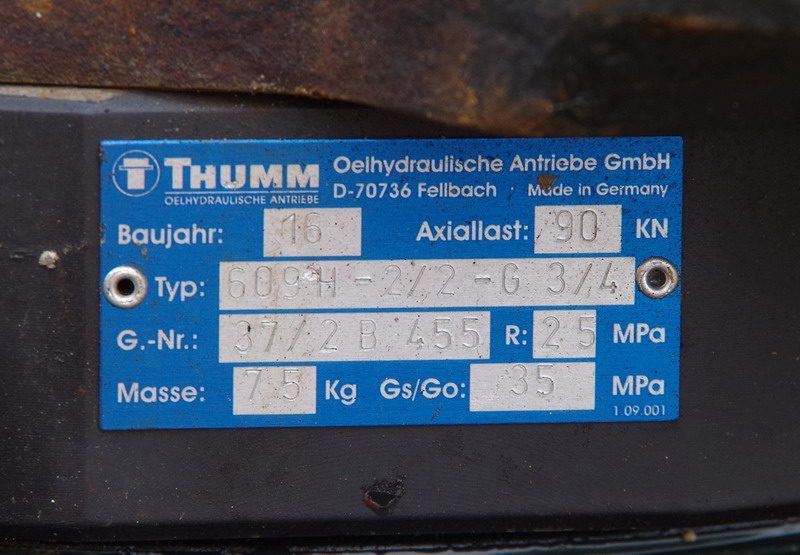 THUMM Oelhydraulische Antriebe GmbH
OELHYDRAULISCHE ANTRIEBE D-70736 Fellbach · Made in Germany
Baujahr: 16 Axiallast: 90 KN
Typ: 609 H - 2/2 - G 3/4
G.-Nr.: 37/2 B 455 R: 25 MPa
Masse: 75 Kg Gs/Go: 35 MPa
1 09.001